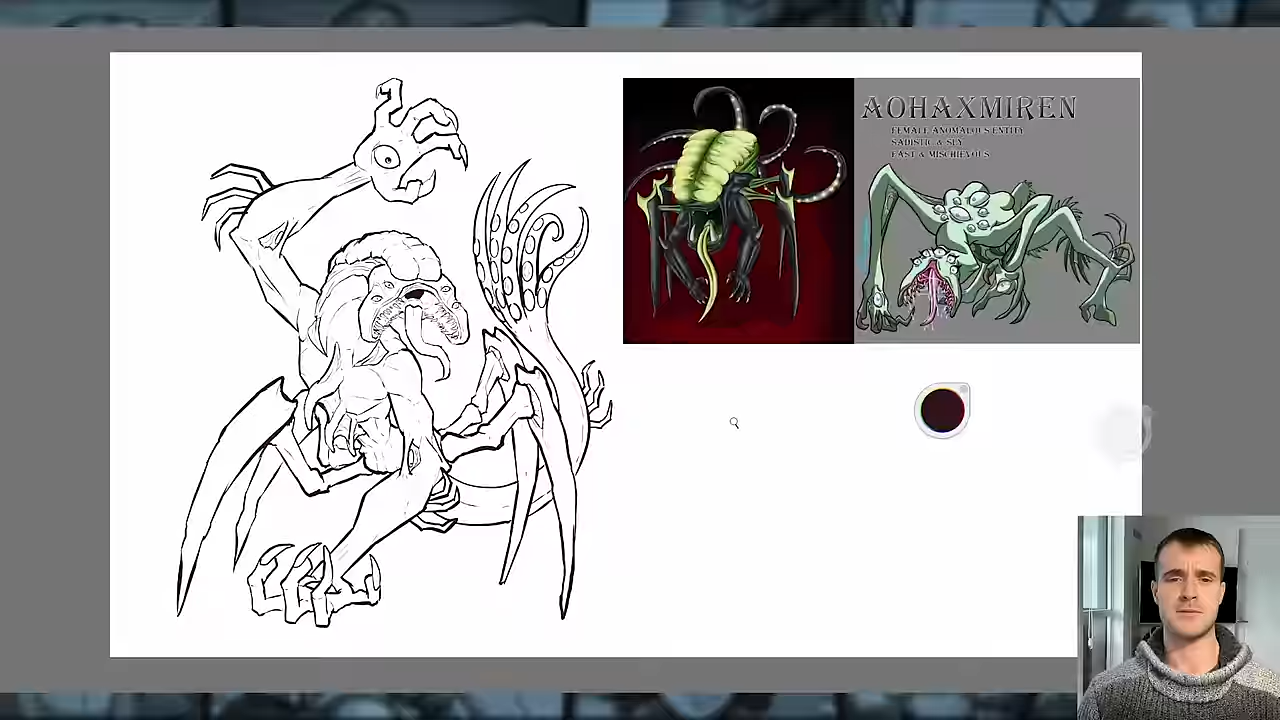 AOHAXMIREN
FEMALE ANOMALOUS ENTITY
SADISTIC & SLY
FAST & MISCHIEVOUS